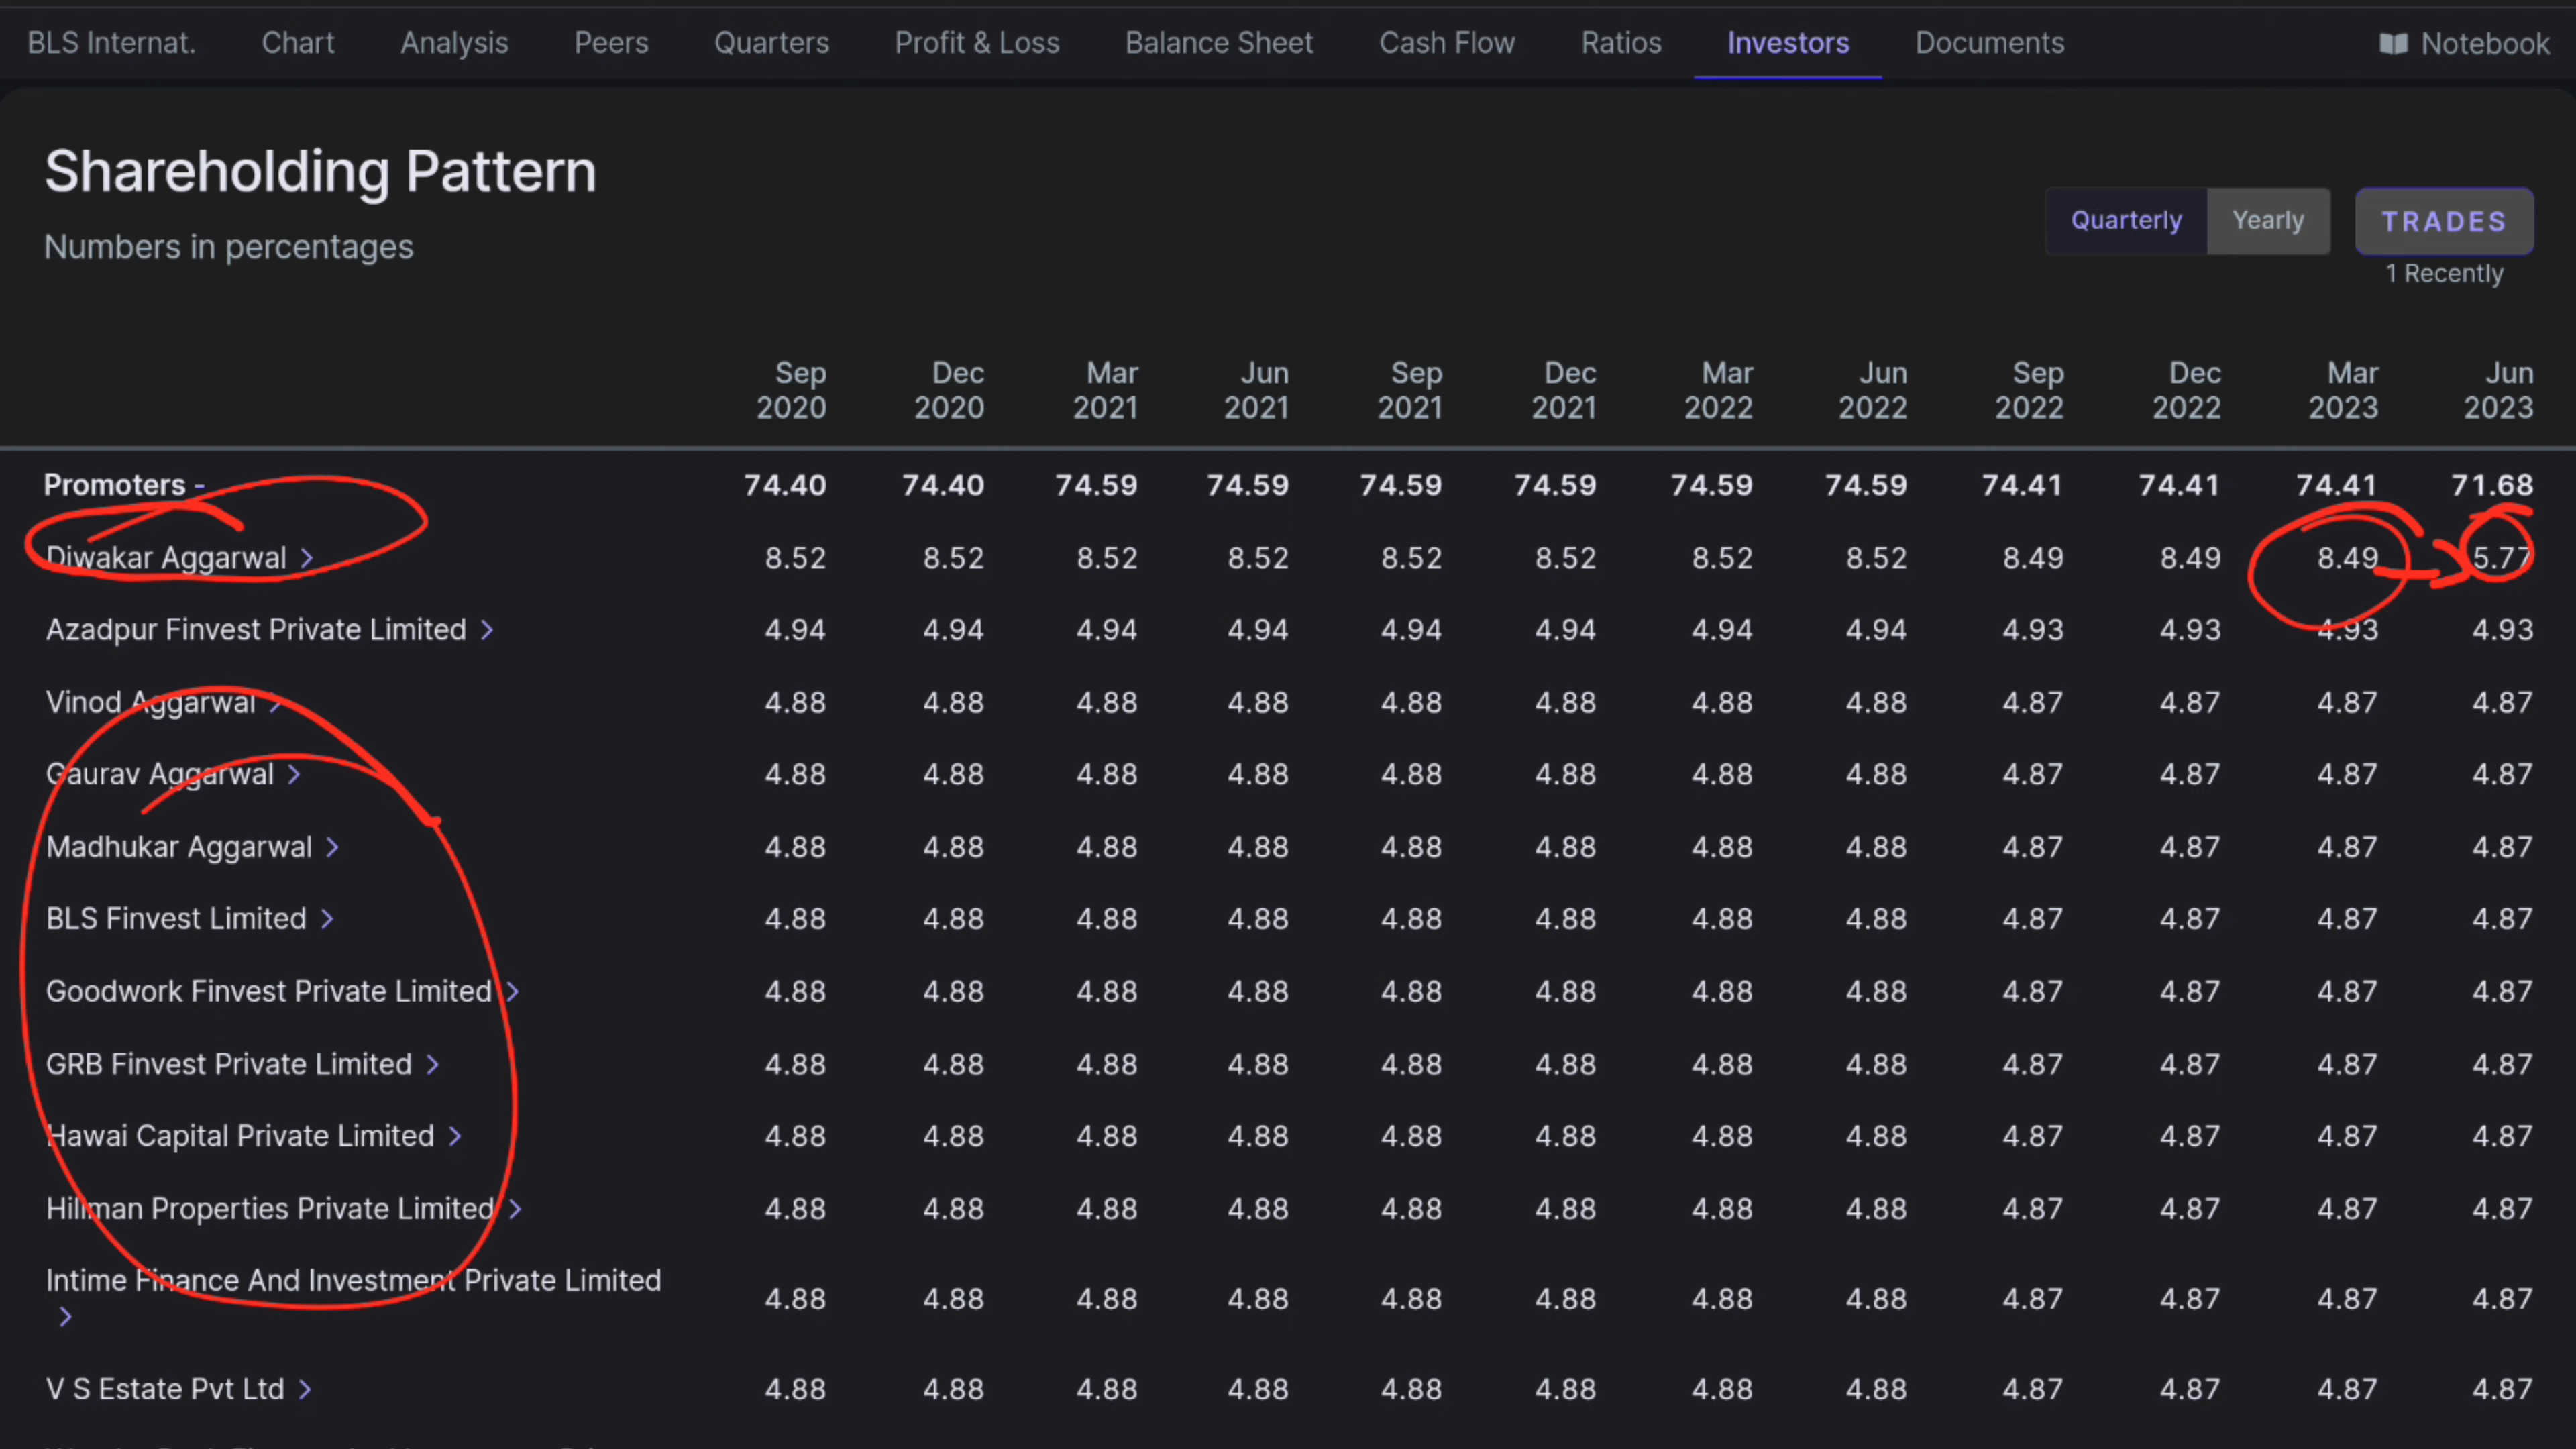 BLS Internat. Chart Analysis Peers Quarters Profit & Loss Balance Sheet Cash Flow Ratios Investors Documents Notebook
Shareholding Pattern
Numbers in percentages
Quarterly Yearly TRADES
1 Recently
Sep Dec Mar Jun Sep Dec Mar Jun Sep Dec Mar Jun
2020 2020 2021 2021 2021 2021 2022 2022 2022 2022 2023 2023
Promoters - 74.40 74.40 74.59 74.59 74.59 74.59 74.59 74.59 74.41 74.41 74.41 71.68
Diwakar Aggarwal > 8.52 8.52 8.52 8.52 8.52 8.52 8.52 8.52 8.49 8.49 8.49 5.77
Azadpur Finvest Private Limited > 4.94 4.94 4.94 4.94 4.94 4.94 4.94 4.94 4.93 4.93 4.93 4.93
Vinod Aggarwal > 4.88 4.88 4.88 4.88 4.88 4.88 4.88 4.88 4.87 4.87 4.87 4.87
Gaurav Aggarwal > 4.88 4.88 4.88 4.88 4.88 4.88 4.88 4.88 4.87 4.87 4.87 4.87
Madhukar Aggarwal > 4.88 4.88 4.88 4.88 4.88 4.88 4.88 4.88 4.87 4.87 4.87 4.87
BLS Finvest Limited > 4.88 4.88 4.88 4.88 4.88 4.88 4.88 4.88 4.87 4.87 4.87 4.87
Goodwork Finvest Private Limited > 4.88 4.88 4.88 4.88 4.88 4.88 4.88 4.88 4.87 4.87 4.87 4.87
GRB Finvest Private Limited > 4.88 4.88 4.88 4.88 4.88 4.88 4.88 4.88 4.87 4.87 4.87 4.87
Hawai Capital Private Limited > 4.88 4.88 4.88 4.88 4.88 4.88 4.88 4.88 4.87 4.87 4.87 4.87
Hillman Properties Private Limited > 4.88 4.88 4.88 4.88 4.88 4.88 4.88 4.88 4.87 4.87 4.87 4.87
Intime Finance And Investment Private Limited
> 4.88 4.88 4.88 4.88 4.88 4.88 4.88 4.88 4.87 4.87 4.87 4.87
V S Estate Pvt Ltd > 4.88 4.88 4.88 4.88 4.88 4.88 4.88 4.88 4.87 4.87 4.87 4.87